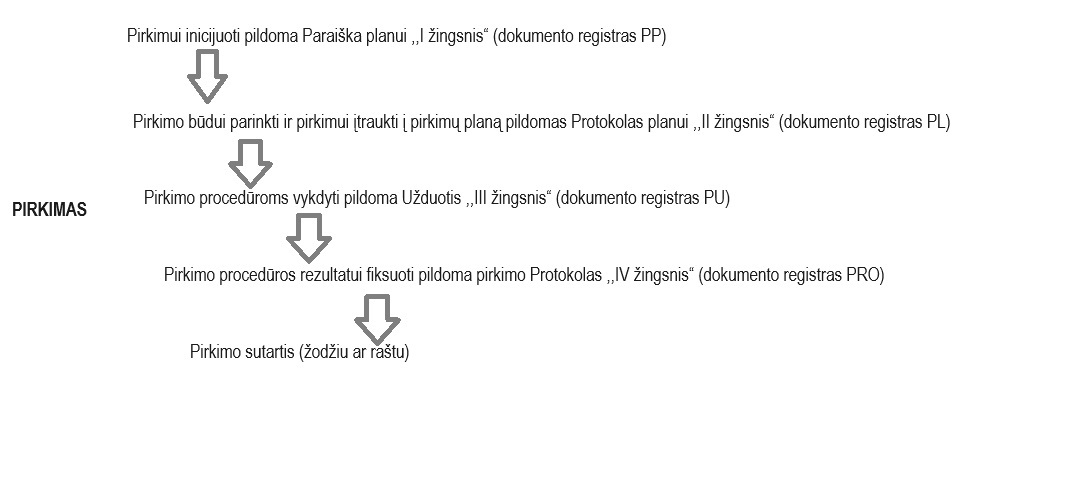 Pirkimui inicijuoti pildoma Paraiška planui ,,I žingsnis“ (dokumento registras PP)
Pirkimo būdui parinkti ir pirkimui įtraukti į pirkimų planą pildomas Protokolas planui ,,II žingsnis“ (dokumento registras PL)
Pirkimo procedūroms vykdyti pildoma Užduotis ,,III žingsnis“ (dokumento registras PU)
PIRKIMAS
Pirkimo procedūros rezultatui fiksuoti pildoma pirkimo Protokolas ,,IV žingsnis“ (dokumento registras PRO)
Pirkimo sutartis (žodžiu ar raštu)